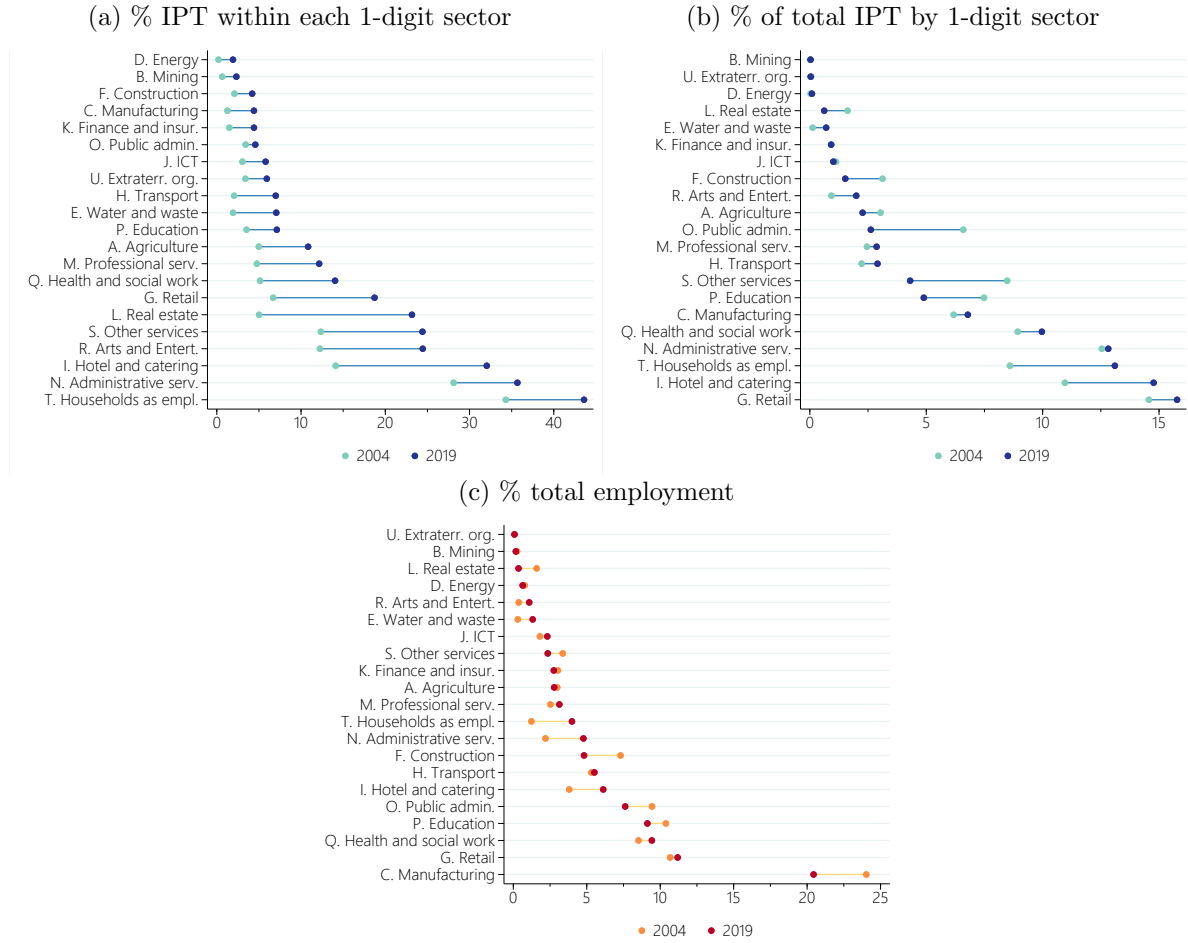 (a) % IPT within each 1-digit sector
D. Energy
B. Mining
F. Construction
C. Manufacturing
K. Finance and insur.
O. Public admin.
J. ICT
U. Extraterr. org.
H. Transport
E. Water and waste
P. Education
A. Agriculture
M. Professional serv.
Q. Health and social work
G. Retail
L. Real estate
S. Other services
R. Arts and Entert.
I. Hotel and catering
N. Administrative serv.
T. Households as empl.
0 10 20 30 40
2004 2019
(b) % of total IPT by 1-digit sector
B. Mining
U. Extraterr. org.
D. Energy
L. Real estate
E. Water and waste
K. Finance and insur.
J. ICT
F. Construction
R. Arts and Entert.
A. Agriculture
O. Public admin.
M. Professional serv.
H. Transport
S. Other services
P. Education
C. Manufacturing
Q. Health and social work
N. Administrative serv.
T. Households as empl.
I. Hotel and catering
G. Retail
0 5 10 15
2004 2019
(c) % total employment
U. Extraterr. org.
B. Mining
L. Real estate
D. Energy
R. Arts and Entert.
E. Water and waste
J. ICT
S. Other services
K. Finance and insur.
A. Agriculture
M. Professional serv.
T. Households as empl.
N. Administrative serv.
F. Construction
H. Transport
I. Hotel and catering
O. Public admin.
P. Education
Q. Health and social work
G. Retail
C. Manufacturing
0 5 10 15 20 25
2004 2019